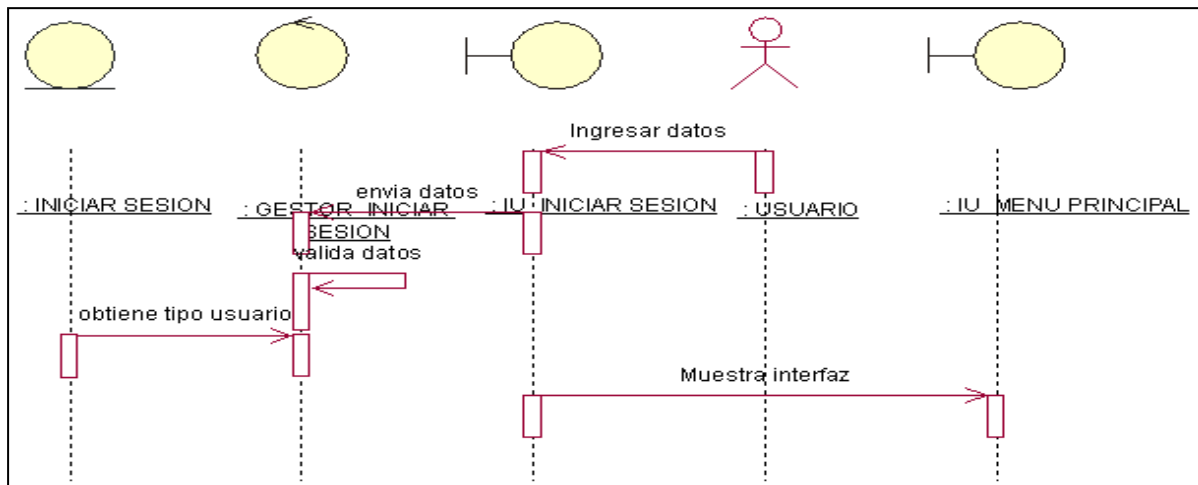 Ingresar datos
envia datos
: INICIAR SESION
: GESTOR_INICIAR
SESION
: IU_INICIAR SESION
: USUARIO
: IU_MENU PRINCIPAL
valida datos
obtiene tipo usuario
Muestra interfaz